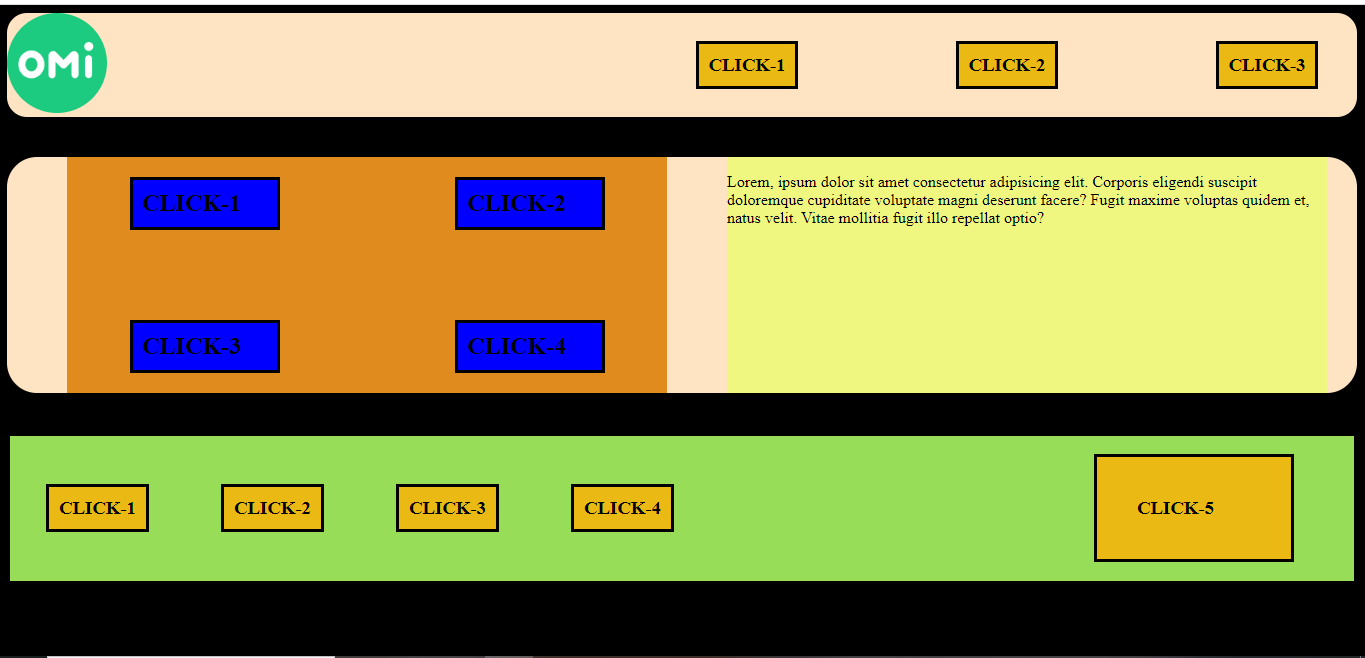 OMi
CLICK-1
CLICK-2
CLICK-3
CLICK-1
CLICK-2
CLICK-3
CLICK-4
Lorem, ipsum dolor sit amet consectetur adipisicing elit. Corporis eligendi suscipit
doloremque cupiditate voluptate magni deserunt facere? Fugit maxime voluptas quidem et,
natus velit. Vitae mollitia fugit illo repellat optio?
CLICK-1
CLICK-2
CLICK-3
CLICK-4
CLICK-5